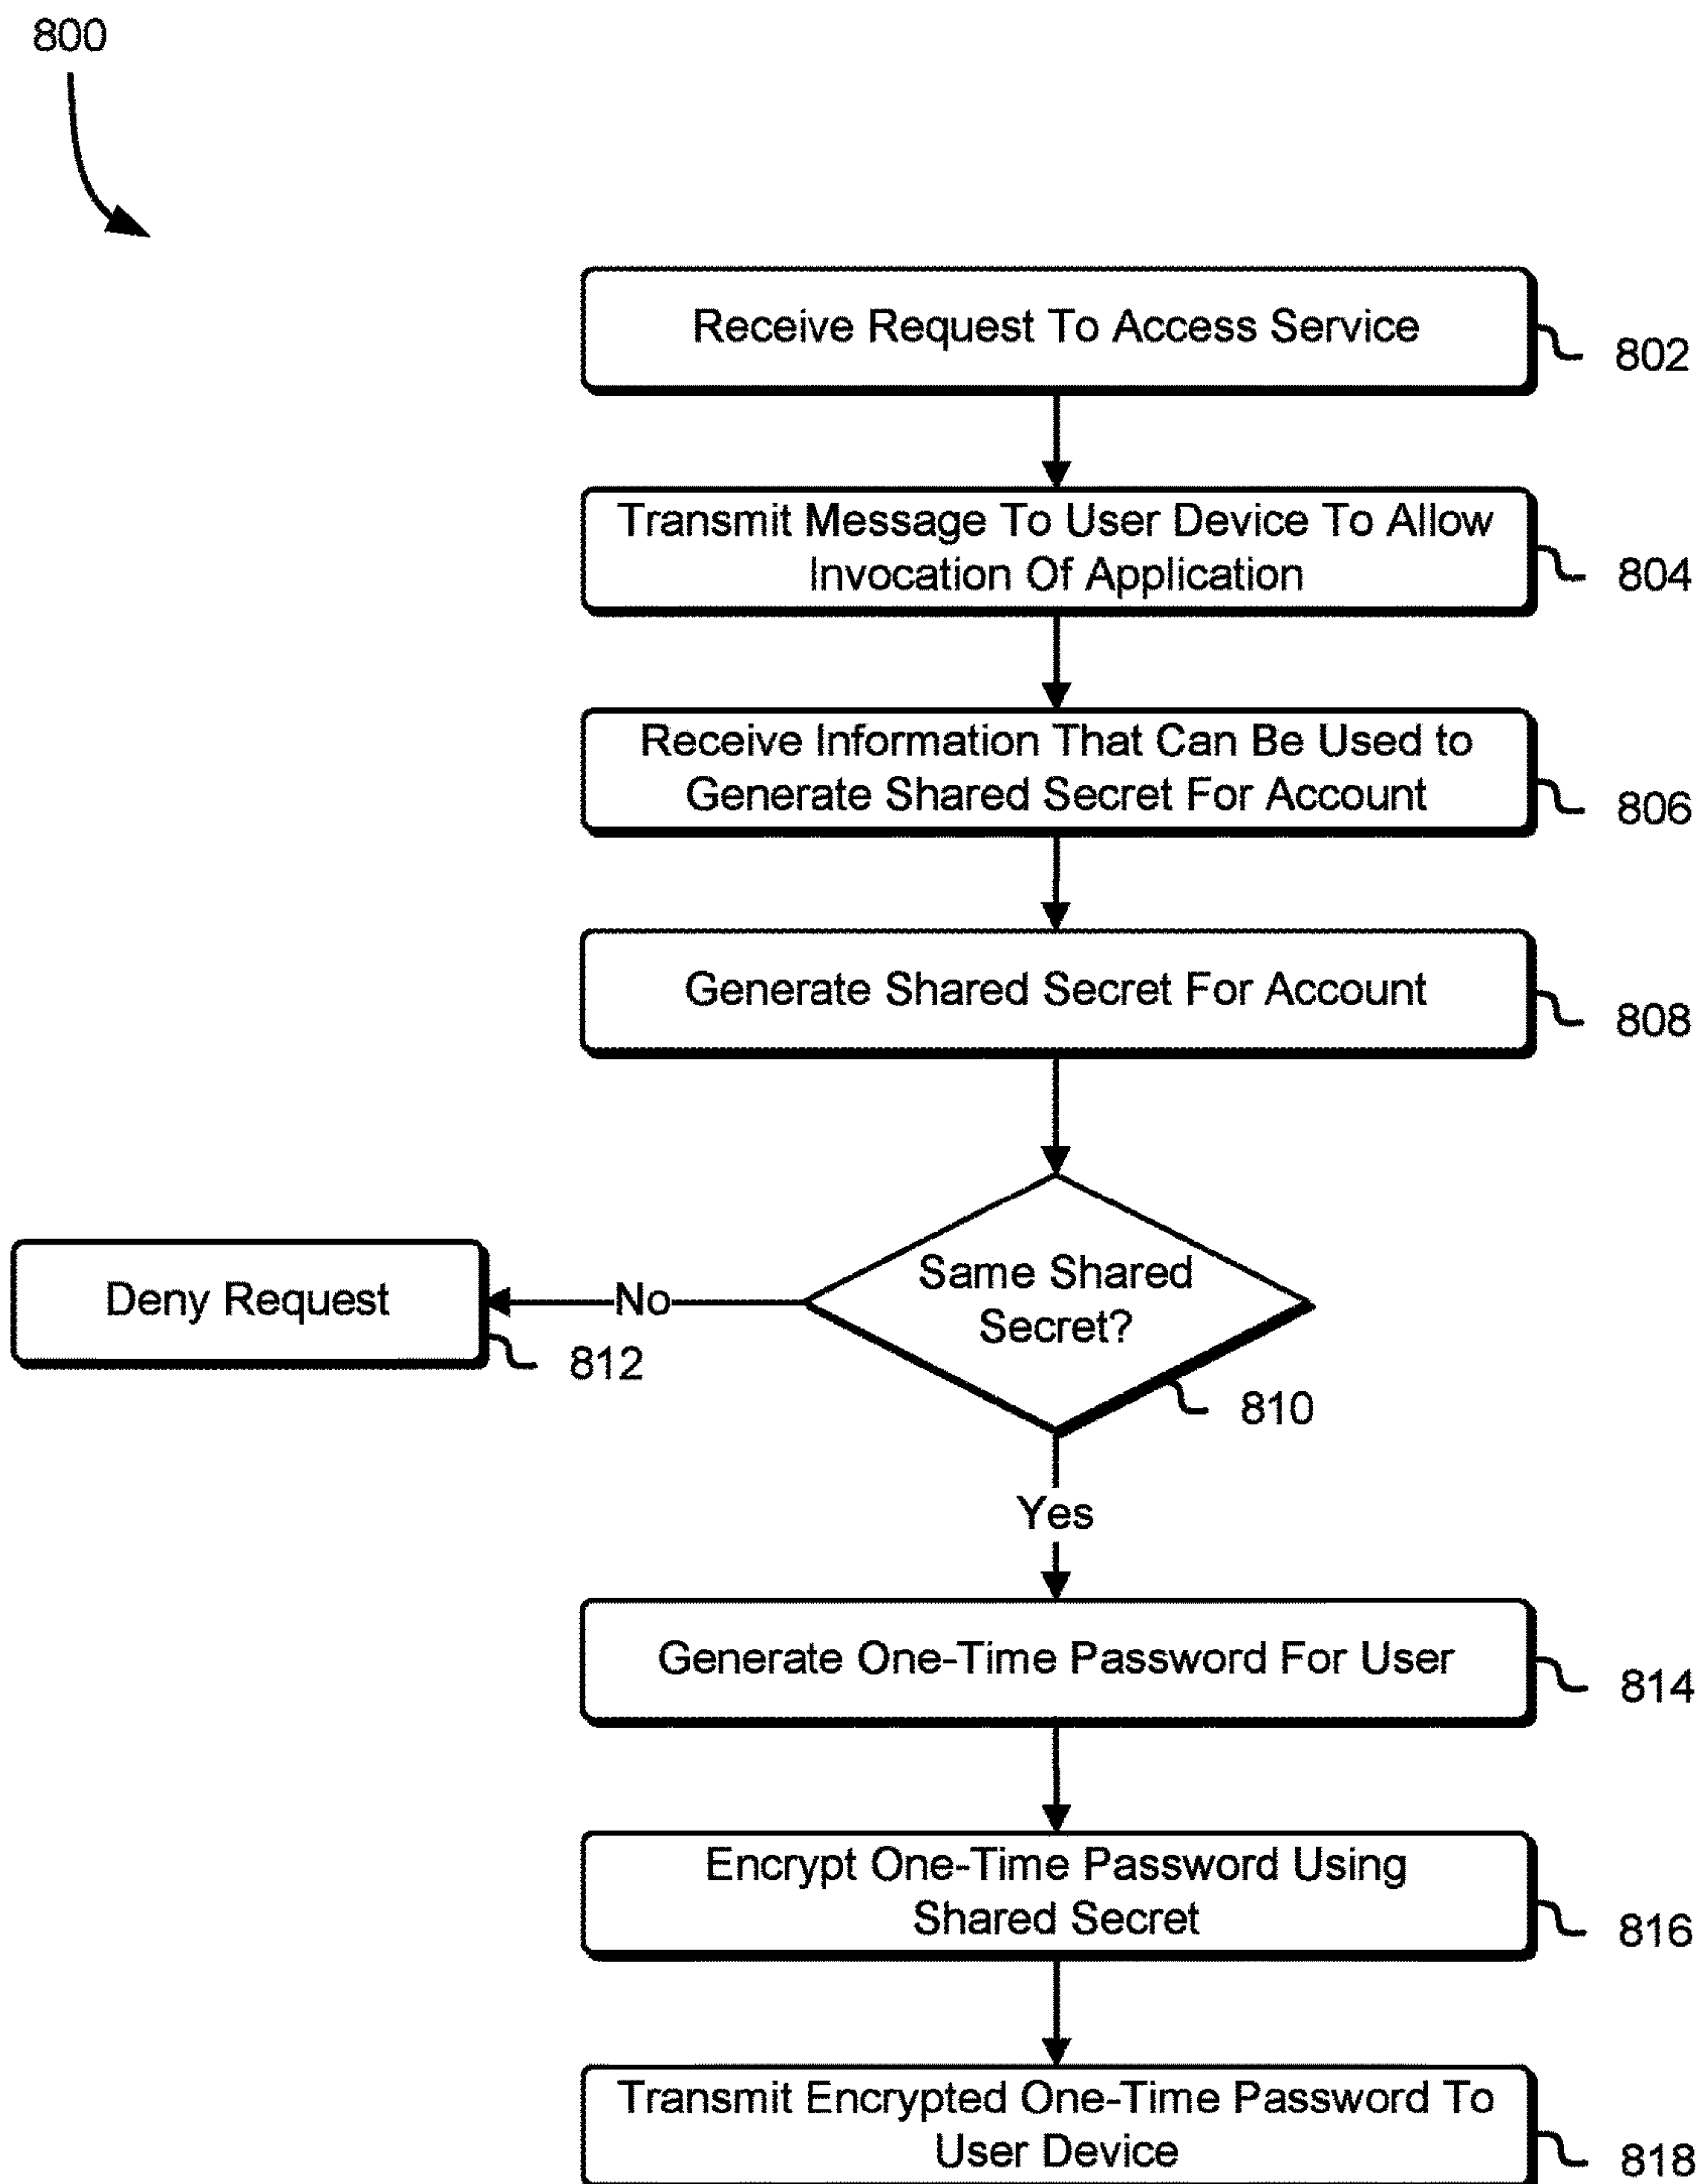 800
Receive Request To Access Service
802
Transmit Message To User Device To Allow
Invocation Of Application
804
Receive Information That Can Be Used to
Generate Shared Secret For Account
806
Generate Shared Secret For Account
808
Same Shared
Secret?
810
No
Deny Request
812
Yes
Generate One-Time Password For User
814
Encrypt One-Time Password Using
Shared Secret
816
Transmit Encrypted One-Time Password To
User Device
818